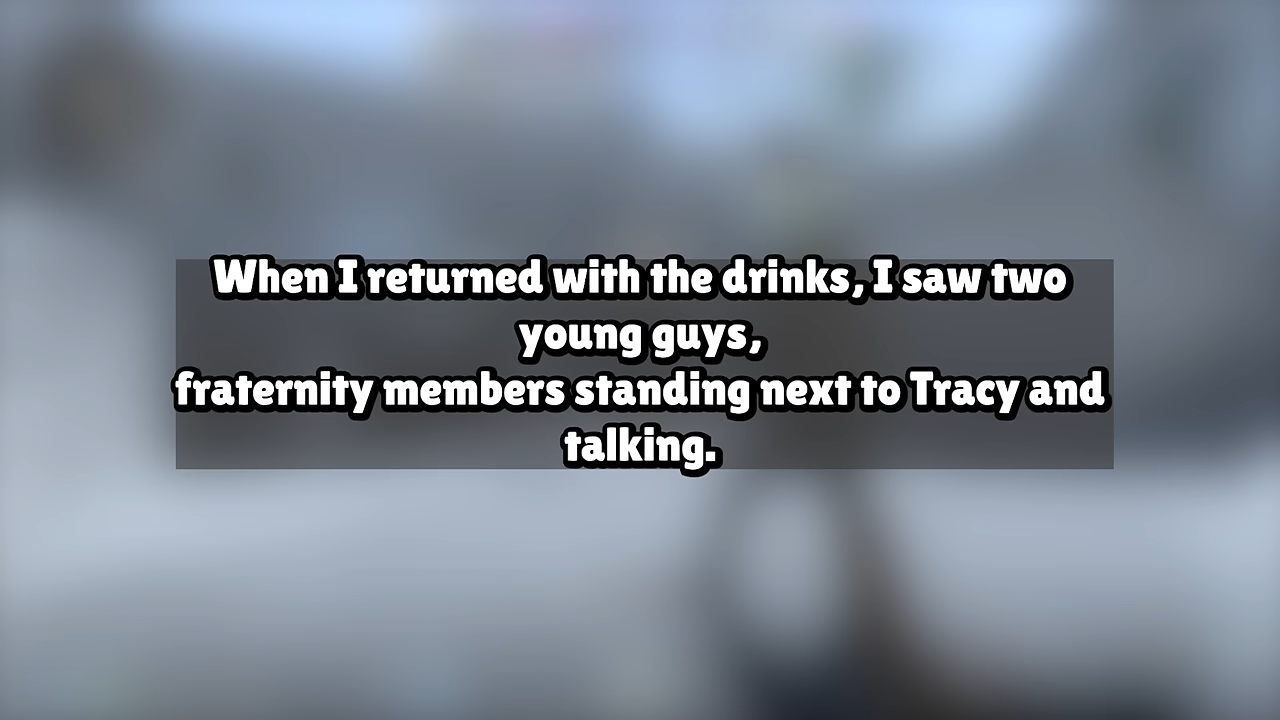 When I returned with the drinks, I saw two
young guys,
fraternity members standing next to Tracy and
talking.